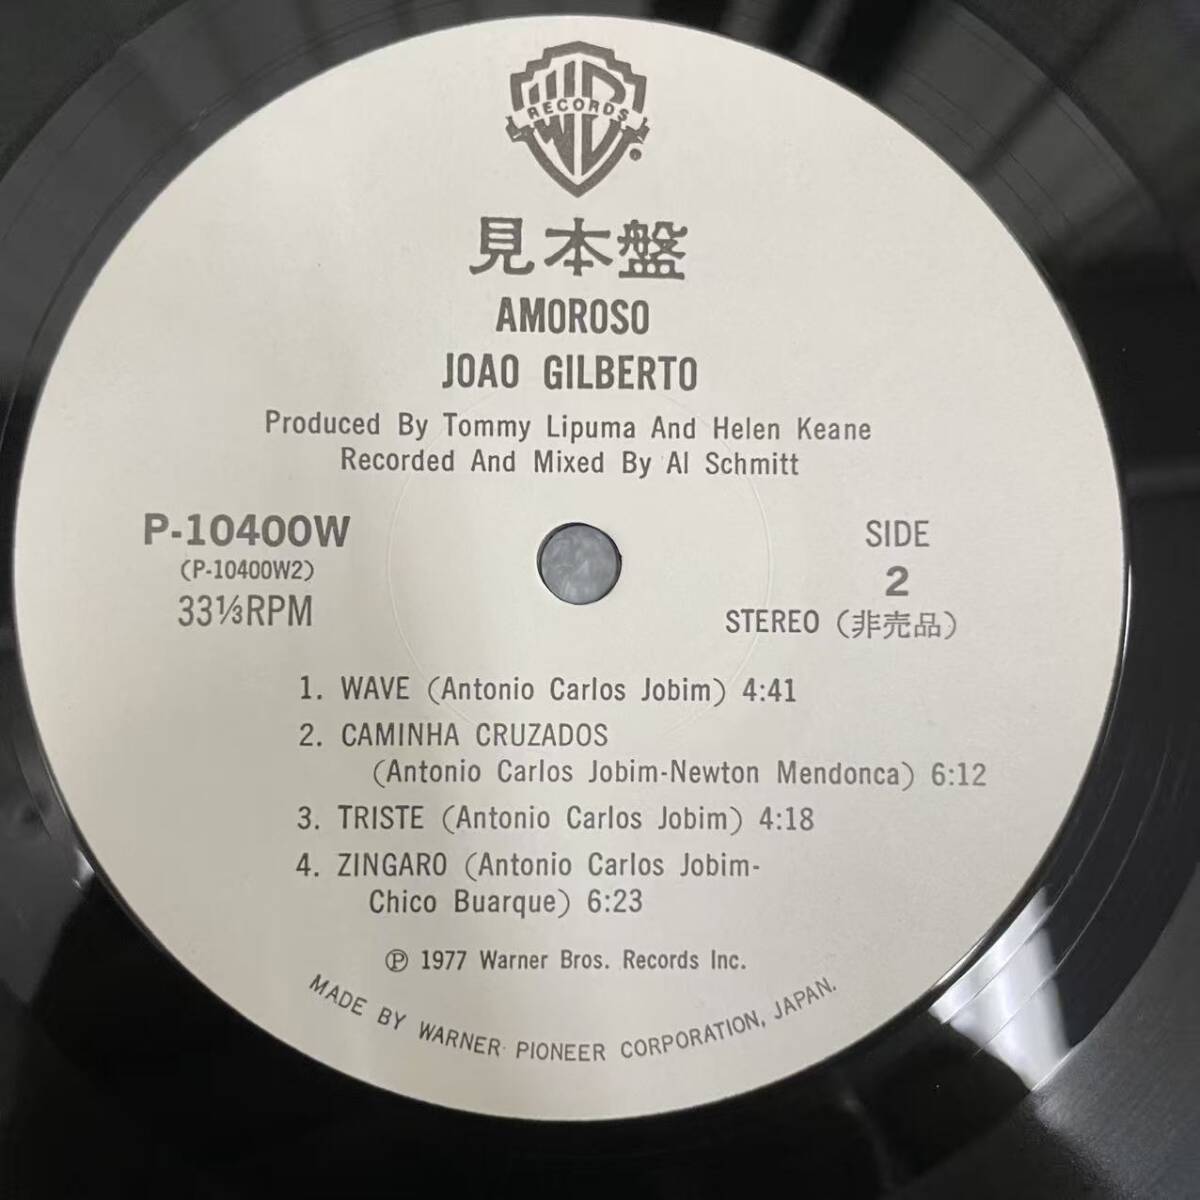 WB
RECORDS
見本盤
AMOROSO
JOAO GILBERTO
Produced By Tommy Lipuma And Helen Keane
Recorded And Mixed By Al Schmitt
P-10400W
(P-10400W2)
33⅓RPM
SIDE
2
STEREO (非売品)
1. WAVE (Antonio Carlos Jobim) 4:41
2. CAMINHA CRUZADOS
(Antonio Carlos Jobim-Newton Mendonca) 6:12
3. TRISTE (Antonio Carlos Jobim) 4:18
4. ZINGARO (Antonio Carlos Jobim-
Chico Buarque) 6:23
℗ 1977 Warner Bros. Records Inc.
MADE BY WARNER PIONEER CORPORATION, JAPAN.